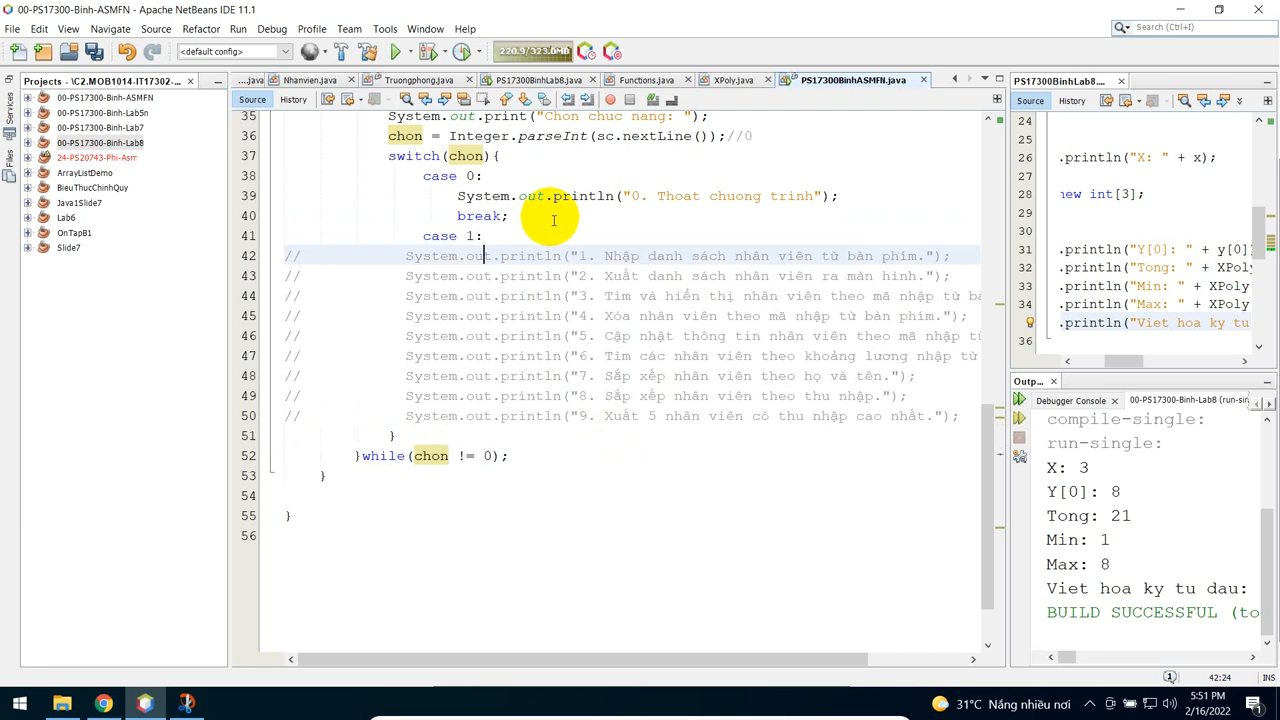 00-PS17300-Binh-ASMFN - Apache NetBeans IDE 11.1
File Edit View Navigate Source Refactor Run Debug Profile Team Tools Window Help
Search (Ctrl+I)
<default config>
220.9/323.0MB
Projects - \C2.MOB1014-IT17302-...
...java Nhanvien.java Truongphong.java PS17300BinhLab8.java Functions.java XPoly.java PS17300BinhASMFN.java
PS17300BinhLab8....
Services
Files
00-PS17300-Binh-ASMFN
00-PS17300-Binh-Lab5n
00-PS17300-Binh-Lab7
00-PS17300-Binh-Lab8
24-PS20743-Phi-Asm
ArrayListDemo
BieuThucChinhQuy
Java1Slide7
Lab6
OnTapB1
Slide7
Source History
35 System.out.print("Chon chuc nang: ");
36 chon = Integer.parseInt(sc.nextLine());//0
37 switch(chon){
38 case 0:
39 System.out.println("0. Thoat chuong trinh");
40 break;
41 case 1:
42 // System.out.println("1. Nhập danh sách nhân viên từ bàn phím.");
43 // System.out.println("2. Xuất danh sách nhân viên ra màn hình.");
44 // System.out.println("3. Tìm và hiển thị nhân viên theo mã nhập từ bà
45 // System.out.println("4. Xóa nhân viên theo mã nhập từ bàn phím.");
46 // System.out.println("5. Cập nhật thông tin nhân viên theo mã nhập từ
47 // System.out.println("6. Tìm các nhân viên theo khoảng lương nhập từ
48 // System.out.println("7. Sắp xếp nhân viên theo họ và tên.");
49 // System.out.println("8. Sắp xếp nhân viên theo thu nhập.");
50 // System.out.println("9. Xuất 5 nhân viên có thu nhập cao nhất.");
51 }
52 }while(chon != 0);
53 }
54
55 }
56
Source History
24
25
26 .println("X: " + x);
27
28 new int[3];
31 .println("Y[0]: " + y[0])
32 .println("Tong: " + XPoly
33 .println("Min: " + XPoly
34 .println("Max: " + XPoly
.println("Viet hoa ky tu
36
Outp...
Debugger Console 00-PS17300-Binh-Lab8 (run-sin
compile-single:
run-single:
X: 3
Y[0]: 8
Tong: 21
Min: 1
Max: 8
Viet hoa ky tu dau:
BUILD SUCCESSFUL (to
1 42:24 INS
31°C Nắng nhiều nơi
5:51 PM
2/16/2022
1